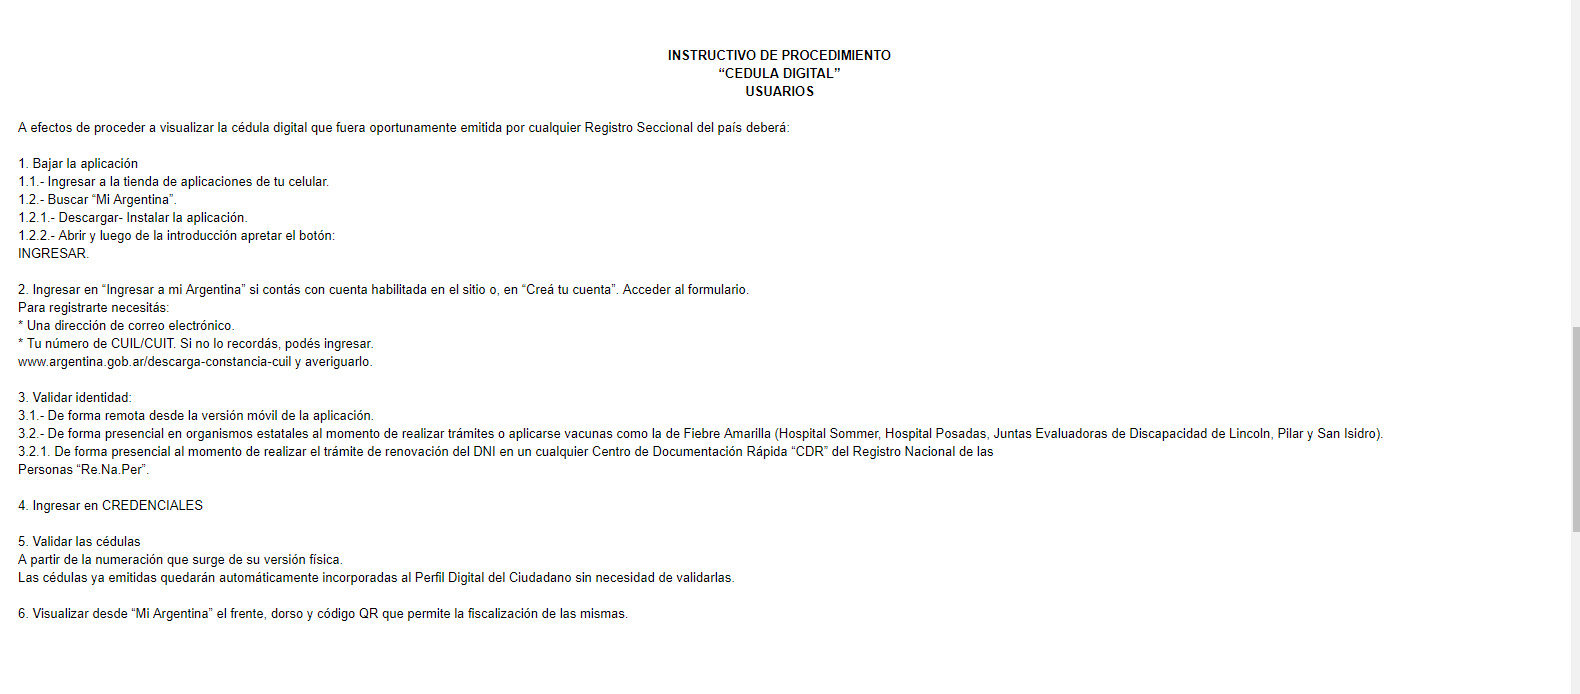 INSTRUCTIVO DE PROCEDIMIENTO
“CEDULA DIGITAL”
USUARIOS
A efectos de proceder a visualizar la cédula digital que fuera oportunamente emitida por cualquier Registro Seccional del país deberá:
1. Bajar la aplicación
1.1.- Ingresar a la tienda de aplicaciones de tu celular.
1.2.- Buscar “Mi Argentina”.
1.2.1.- Descargar- Instalar la aplicación.
1.2.2.- Abrir y luego de la introducción apretar el botón:
INGRESAR.
2. Ingresar en “Ingresar a mi Argentina” si contás con cuenta habilitada en el sitio o, en “Creá tu cuenta”. Acceder al formulario.
Para registrarte necesitás:
* Una dirección de correo electrónico.
* Tu número de CUIL/CUIT. Si no lo recordás, podés ingresar.
www.argentina.gob.ar/descarga-constancia-cuil y averiguarlo.
3. Validar identidad:
3.1.- De forma remota desde la versión móvil de la aplicación.
3.2.- De forma presencial en organismos estatales al momento de realizar trámites o aplicarse vacunas como la de Fiebre Amarilla (Hospital Sommer, Hospital Posadas, Juntas Evaluadoras de Discapacidad de Lincoln, Pilar y San Isidro).
3.2.1. De forma presencial al momento de realizar el trámite de renovación del DNI en un cualquier Centro de Documentación Rápida “CDR” del Registro Nacional de las
Personas “Re.Na.Per”.
4. Ingresar en CREDENCIALES
5. Validar las cédulas
A partir de la numeración que surge de su versión física.
Las cédulas ya emitidas quedarán automáticamente incorporadas al Perfil Digital del Ciudadano sin necesidad de validarlas.
6. Visualizar desde “Mi Argentina” el frente, dorso y código QR que permite la fiscalización de las mismas.